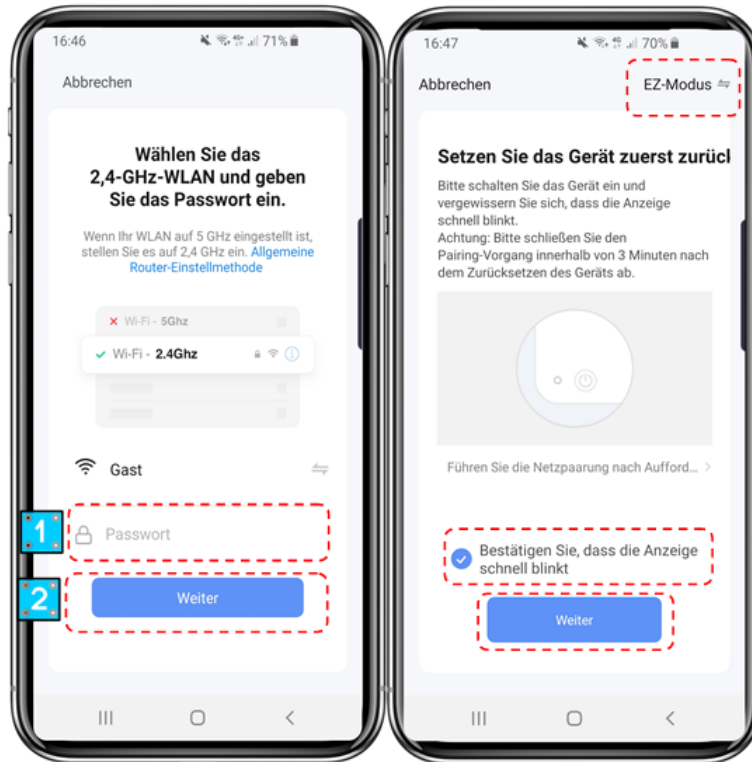 16:46
71%
Abbrechen
Wählen Sie das
2,4-GHz-WLAN und geben
Sie das Passwort ein.
Wenn Ihr WLAN auf 5 GHz eingestellt ist,
stellen Sie es auf 2,4 GHz ein. Allgemeine
Router-Einstellmethode
Wi-Fi - 5Ghz
Wi-Fi - 2.4Ghz
Gast
1
Passwort
2
Weiter
16:47
70%
Abbrechen
EZ-Modus
Setzen Sie das Gerät zuerst zurück
Bitte schalten Sie das Gerät ein und
vergewissern Sie sich, dass die Anzeige
schnell blinkt.
Achtung: Bitte schließen Sie den
Pairing-Vorgang innerhalb von 3 Minuten nach
dem Zurücksetzen des Geräts ab.
Führen Sie die Netzpaarung nach Aufford...
Bestätigen Sie, dass die Anzeige
schnell blinkt
Weiter